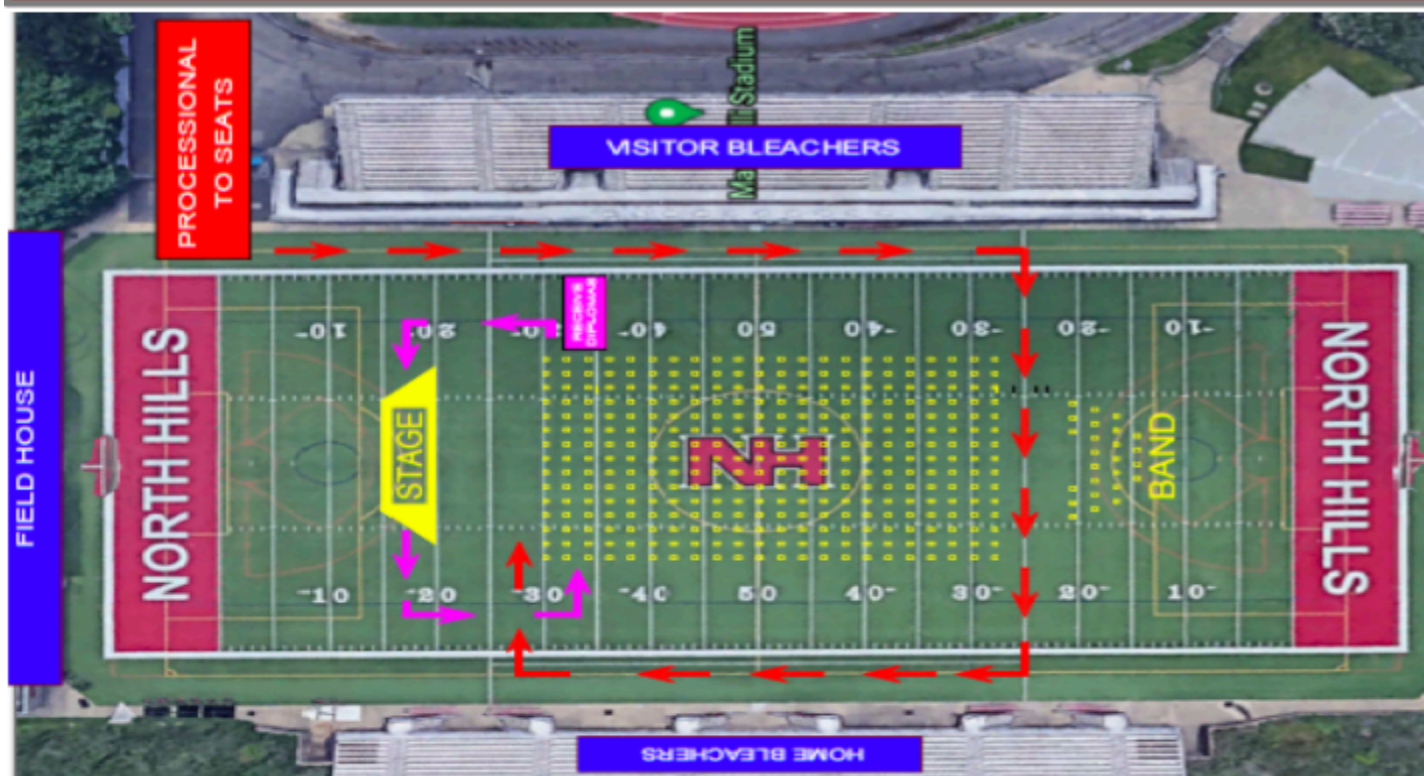 PROCESSIONAL
TO SEATS
VISITOR BLEACHERS
Stadium
FIELD HOUSE
NORTH HILLS
RECEIVE
DIPLOMAS
10 20 30 40 50 40 30 20 10
STAGE
NH
BAND
NORTH HILLS
10 20 30 40 50 40 30 20 10
HOME BLEACHERS